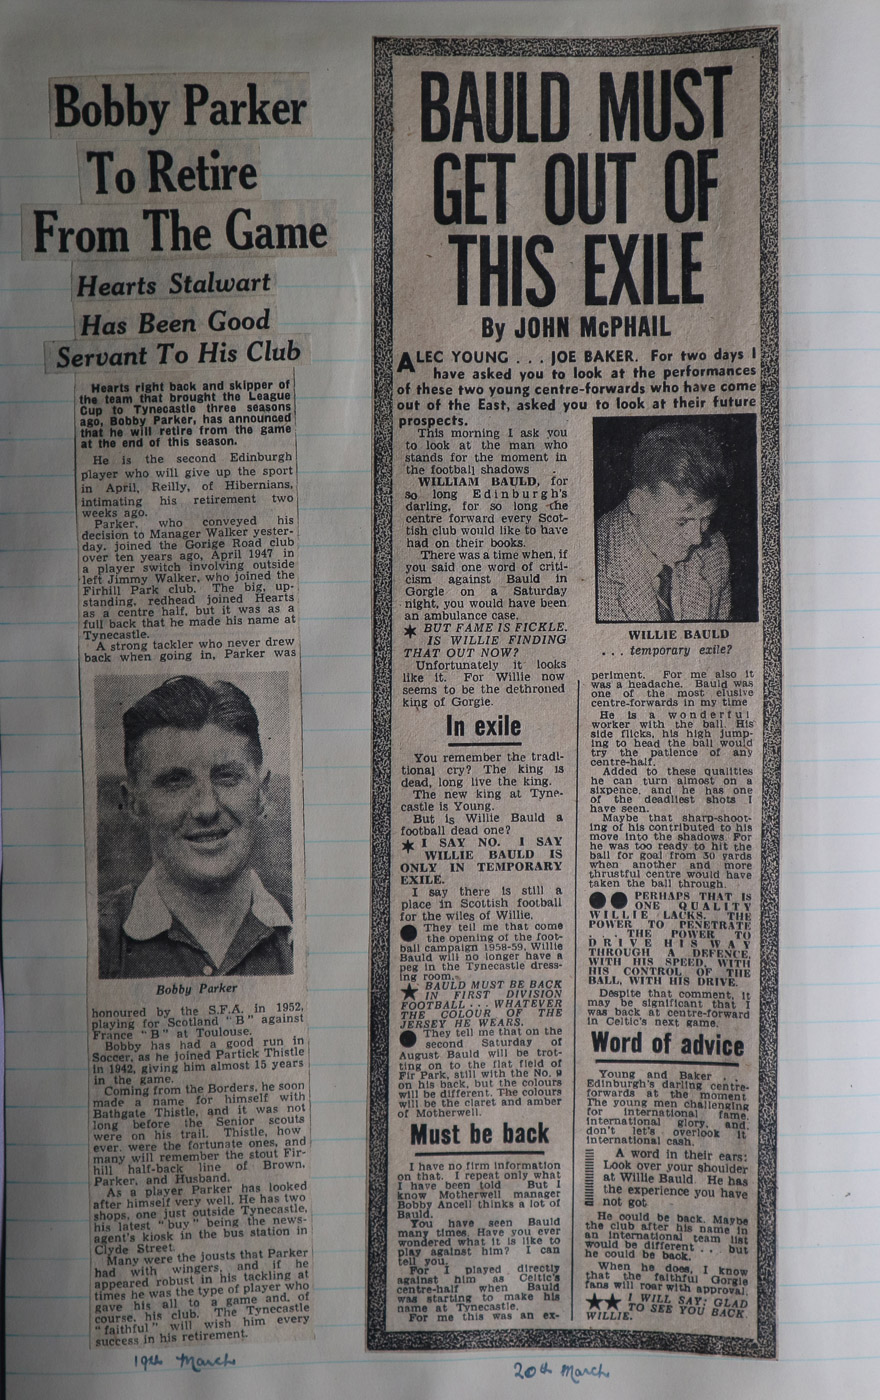 Bobby Parker
To Retire
From The Game
Hearts Stalwart
Has Been Good
Servant To His Club
Hearts right back and skipper of
the team that brought the League
Cup to Tynecastle three seasons
ago, Bobby Parker, has announced
that he will retire from the game
at the end of this season.
He is the second Edinburgh
player who will give up the sport
in April, Reilly, of Hibernians,
intimating his retirement two
weeks ago.
Parker, who conveyed his
decision to Manager Walker yester-
day, joined the Gorige Road club
over ten years ago, April 1947 in
a player switch involving outside
left Jimmy Walker, who joined the
Firhill Park club. The big, up-
standing, redhead joined Hearts
as a centre half, but it was as a
full back that he made his name at
Tynecastle.
A strong tackler who never drew
back when going in, Parker was
Bobby Parker
honoured by the S.F.A. in 1952,
playing for Scotland "B" against
France "B" at Toulouse.
Bobby has had a good run in
Soccer, as he joined Partick Thistle
in 1942, giving him almost 15 years
in the game.
Coming from the Borders, he soon
made a name for himself with
Bathgate Thistle, and it was not
long before the Senior scouts
were on his trail. Thistle, how
ever, were the fortunate ones, and
many will remember the stout Fir-
hill half-back line of Brown,
Parker, and Husband.
As a player Parker has looked
after himself very well. He has two
shops, one just outside Tynecastle,
his latest "buy" being the news-
agent's kiosk in the bus station in
Clyde Street.
Many were the jousts that Parker
had with wingers, and if he
appeared robust in his tackling at
times he was the type of player who
gave his all to a game and, of
course, his club. The Tynecastle
"faithful" will wish him every
success in his retirement.
19th March
BAULD MUST
GET OUT OF
THIS EXILE
By JOHN McPHAIL
ALEC YOUNG . . . JOE BAKER. For two days I
have asked you to look at the performances
of these two young centre-forwards who have come
out of the East, asked you to look at their future
prospects.
This morning I ask you
to look at the man who
stands for the moment in
the football shadows
WILLIAM BAULD, for
so long Edinburgh's
darling, for so long the
centre forward every Scot-
tish club would like to have
had on their books.
There was a time when, if
you said one word of criti-
cism against Bauld in
Gorgie on a Saturday
night, you would have been
an ambulance case.
★ BUT FAME IS FICKLE.
IS WILLIE FINDING
THAT OUT NOW?
Unfortunately it looks
like it. For Willie now
seems to be the dethroned
king of Gorgie.
In exile
You remember the tradi-
tional cry? The king is
dead, long live the king.
The new king at Tyne-
castle is Young.
But is Willie Bauld a
football dead one?
★ I SAY NO. I SAY
WILLIE BAULD IS
ONLY IN TEMPORARY
EXILE.
I say there is still a
place in Scottish football
for the wiles of Willie.
● They tell me that come
the opening of the foot-
ball campaign 1958-59, Willie
Bauld will no longer have a
peg in the Tynecastle dress-
ing room.
★ BAULD MUST BE BACK
IN FIRST DIVISION
FOOTBALL . . . WHATEVER
THE COLOUR OF THE
JERSEY HE WEARS.
● They tell me that on the
second Saturday of
August Bauld will be trot-
ting on to the flat field of
Fir Park, still with the No. 9
on his back, but the colours
will be different. The colours
will be the claret and amber
of Motherwell.
Must be back
I have no firm information
on that. I repeat only what
I have been told But I
know Motherwell manager
Bobby Ancell thinks a lot of
Bauld.
You have seen Bauld
many times. Have you ever
wondered what it is like to
play against him? I can
tell you.
For I played directly
against him as Celtic's
centre-half when Bauld
was starting to make his
name at Tynecastle.
For me this was an ex-
WILLIE BAULD
. . . temporary exile?
periment. For me also it
was a headache. Bauld was
one of the most elusive
centre-forwards in my time
He is a wonderful
worker with the ball. His
side flicks, his high jump-
ing to head the ball would
try the patience of any
centre-half.
Added to these qualities
he can turn almost on a
sixpence, and he has one
of the deadliest shots I
have seen.
Maybe that sharp-shoot-
ing of his contributed to his
move into the shadows. For
he was too ready to hit the
ball for goal from 30 yards
when another and more
thrustful centre would have
taken the ball through.
●● PERHAPS THAT IS
ONE QUALITY
WILLIE LACKS. THE
POWER TO PENETRATE
. . . THE POWER TO
DRIVE HIS WAY
THROUGH A DEFENCE,
WITH HIS SPEED, WITH
HIS CONTROL OF THE
BALL, WITH HIS DRIVE.
Despite that comment, it
may be significant that I
was back at centre-forward
in Celtic's next game.
Word of advice
Young and Baker . .
Edinburgh's darling centre-
forwards at the moment
The young men challenging
for international fame,
international glory, and,
don't let's overlook it
international cash.
A word in their ears:
Look over your shoulder
at Willie Bauld. He has
the experience you have
not got
He could be back. Maybe
the club after his name in
an international team list
would be different . . but
he could be back.
When he does, I know
that the faithful Gorgie
fans will roar with approval.
★★ I WILL SAY: GLAD
TO SEE YOU BACK
WILLIE.
20th March